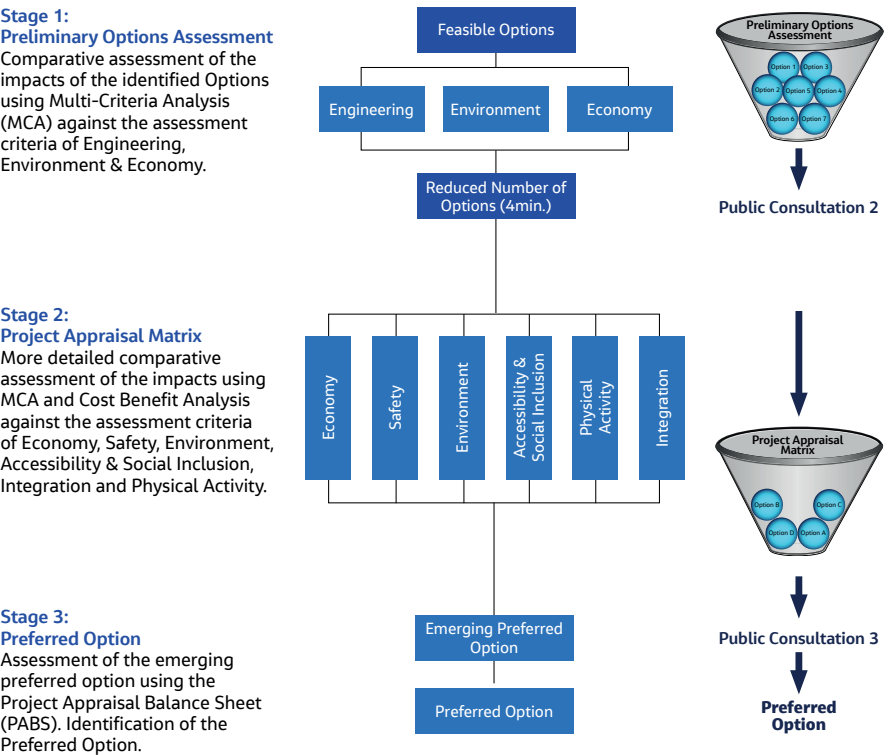 Stage 1:
Preliminary Options Assessment
Comparative assessment of the
impacts of the identified Options
using Multi-Criteria Analysis
(MCA) against the assessment
criteria of Engineering,
Environment & Economy.
Feasible Options
Engineering
Environment
Economy
Reduced Number of
Options (4min.)
Preliminary Options
Assessment
Option 1
Option 3
Option 2
Option 5
Option 4
Option 6
Option 7
Public Consultation 2
Stage 2:
Project Appraisal Matrix
More detailed comparative
assessment of the impacts using
MCA and Cost Benefit Analysis
against the assessment criteria
of Economy, Safety, Environment,
Accessibility & Social Inclusion,
Integration and Physical Activity.
Economy
Safety
Environment
Accessibility &
Social Inclusion
Physical
Activity
Integration
Project Appraisal
Matrix
Option B
Option C
Option D
Option A
Stage 3:
Preferred Option
Assessment of the emerging
preferred option using the
Project Appraisal Balance Sheet
(PABS). Identification of the
Preferred Option.
Emerging Preferred
Option
Preferred Option
Public Consultation 3
Preferred
Option